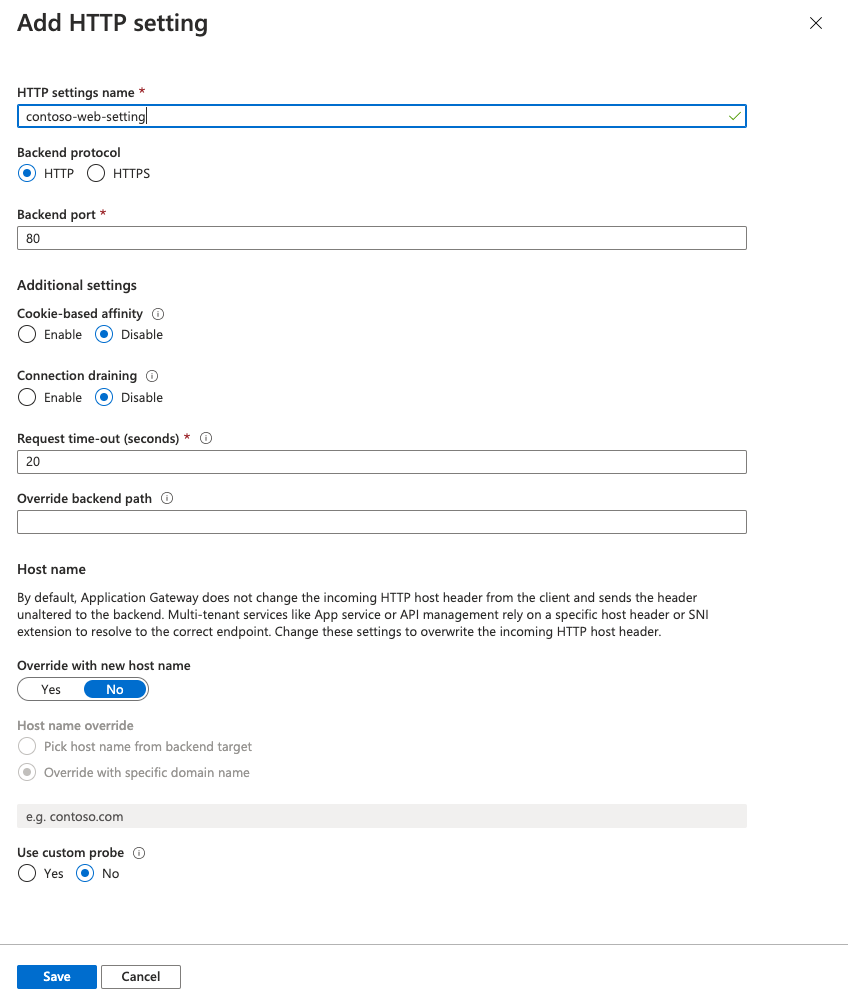 Add HTTP setting
HTTP settings name *
contoso-web-setting
Backend protocol
HTTP HTTPS
Backend port *
80
Additional settings
Cookie-based affinity
Enable Disable
Connection draining
Enable Disable
Request time-out (seconds) *
20
Override backend path
Host name
By default, Application Gateway does not change the incoming HTTP host header from the client and sends the header
unaltered to the backend. Multi-tenant services like App service or API management rely on a specific host header or SNI
extension to resolve to the correct endpoint. Change these settings to overwrite the incoming HTTP host header.
Override with new host name
Yes No
Host name override
Pick host name from backend target
Override with specific domain name
e.g. contoso.com
Use custom probe
Yes No
Save Cancel